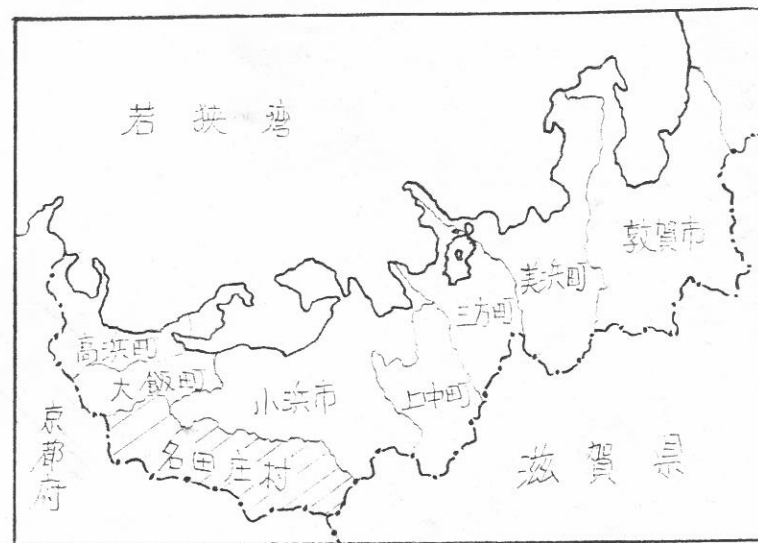 若狭湾
敦賀市
美浜町
三方町
高浜町
大飯町
小浜市
上中町
名田庄村
京都府
滋賀県